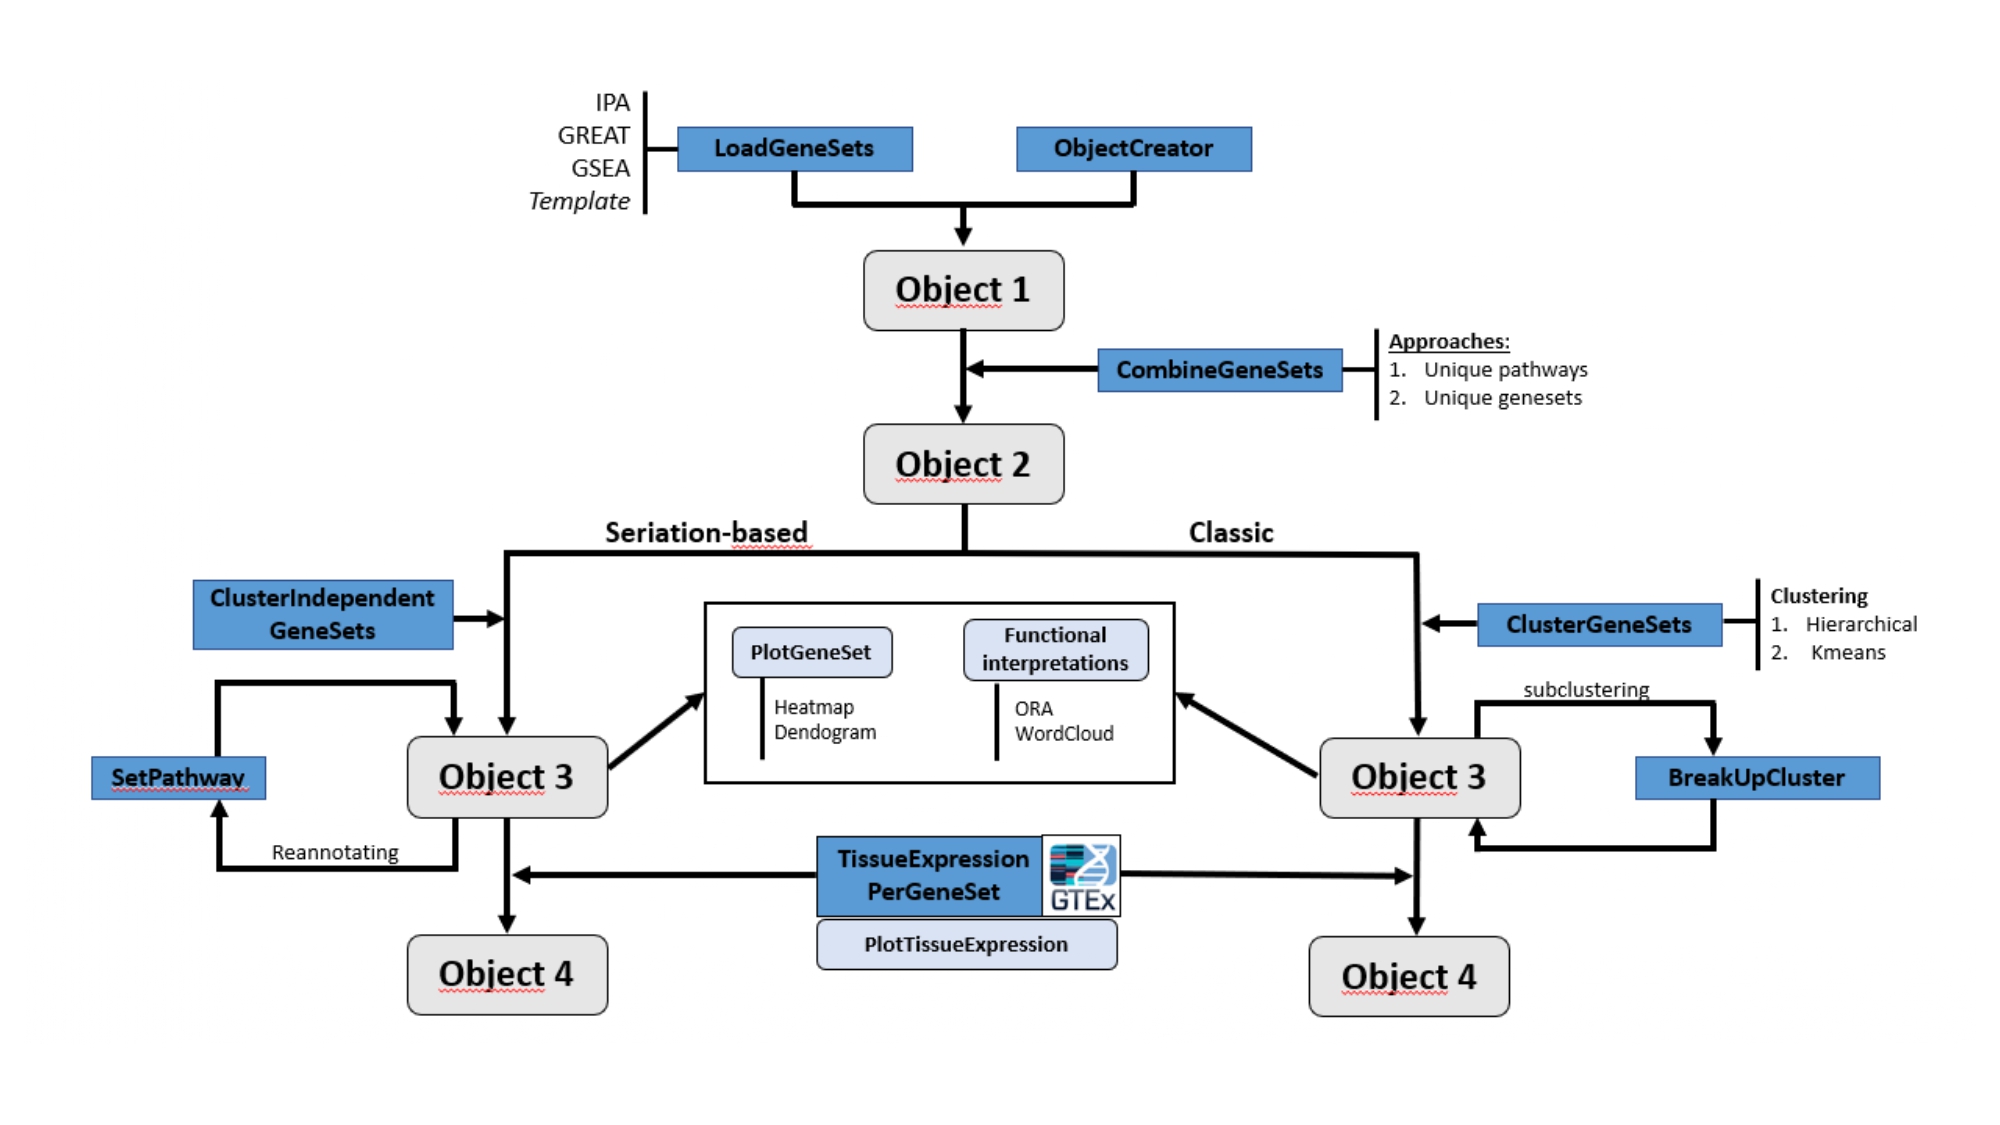 IPA
GREAT
GSEA
Template
LoadGeneSets
ObjectCreator
Object 1
CombineGeneSets
Approaches:
1. Unique pathways
2. Unique genesets
Object 2
Seriation-based
Classic
ClusterIndependent
GeneSets
PlotGeneSet
Heatmap
Dendogram
Functional
interpretations
ORA
WordCloud
ClusterGeneSets
Clustering
1. Hierarchical
2. Kmeans
subclustering
SetPathway
Object 3
Object 3
BreakUpCluster
Reannotating
TissueExpression
PerGeneSet
GTEx
PlotTissueExpression
Object 4
Object 4